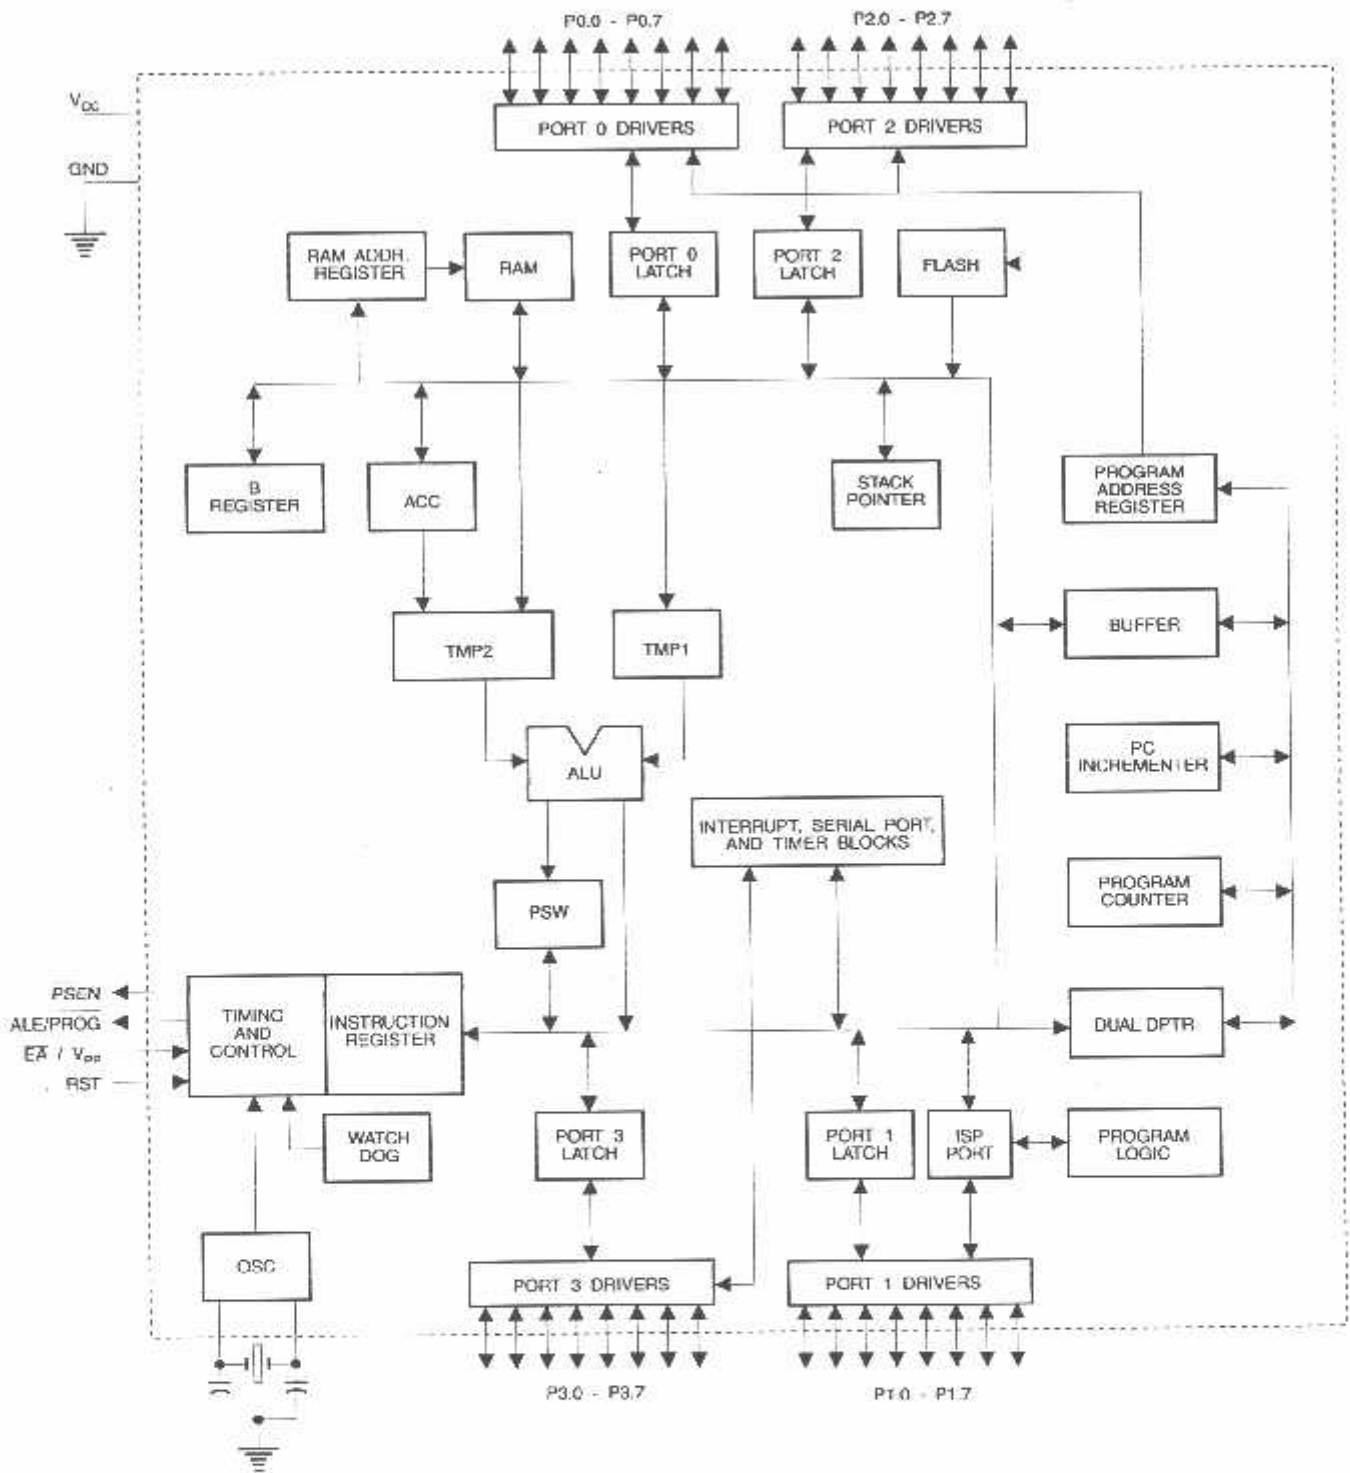 P0.0 - P0.7
P2.0 - P2.7
VCC
PORT 0 DRIVERS
PORT 2 DRIVERS
GND
RAM ADDR.
REGISTER
RAM
PORT 0
LATCH
PORT 2
LATCH
FLASH
B
REGISTER
ACC
STACK
POINTER
PROGRAM
ADDRESS
REGISTER
TMP2
TMP1
BUFFER
ALU
PC
INCREMENTER
INTERRUPT, SERIAL PORT,
AND TIMER BLOCKS
PROGRAM
COUNTER
PSW
PSEN
ALE/PROG
EA / VPP
RST
TIMING
AND
CONTROL
INSTRUCTION
REGISTER
DUAL DPTR
WATCH
DOG
PORT 3
LATCH
PORT 1
LATCH
ISP
PORT
PROGRAM
LOGIC
OSC
PORT 3 DRIVERS
PORT 1 DRIVERS
P3.0 - P3.7
P1.0 - P1.7